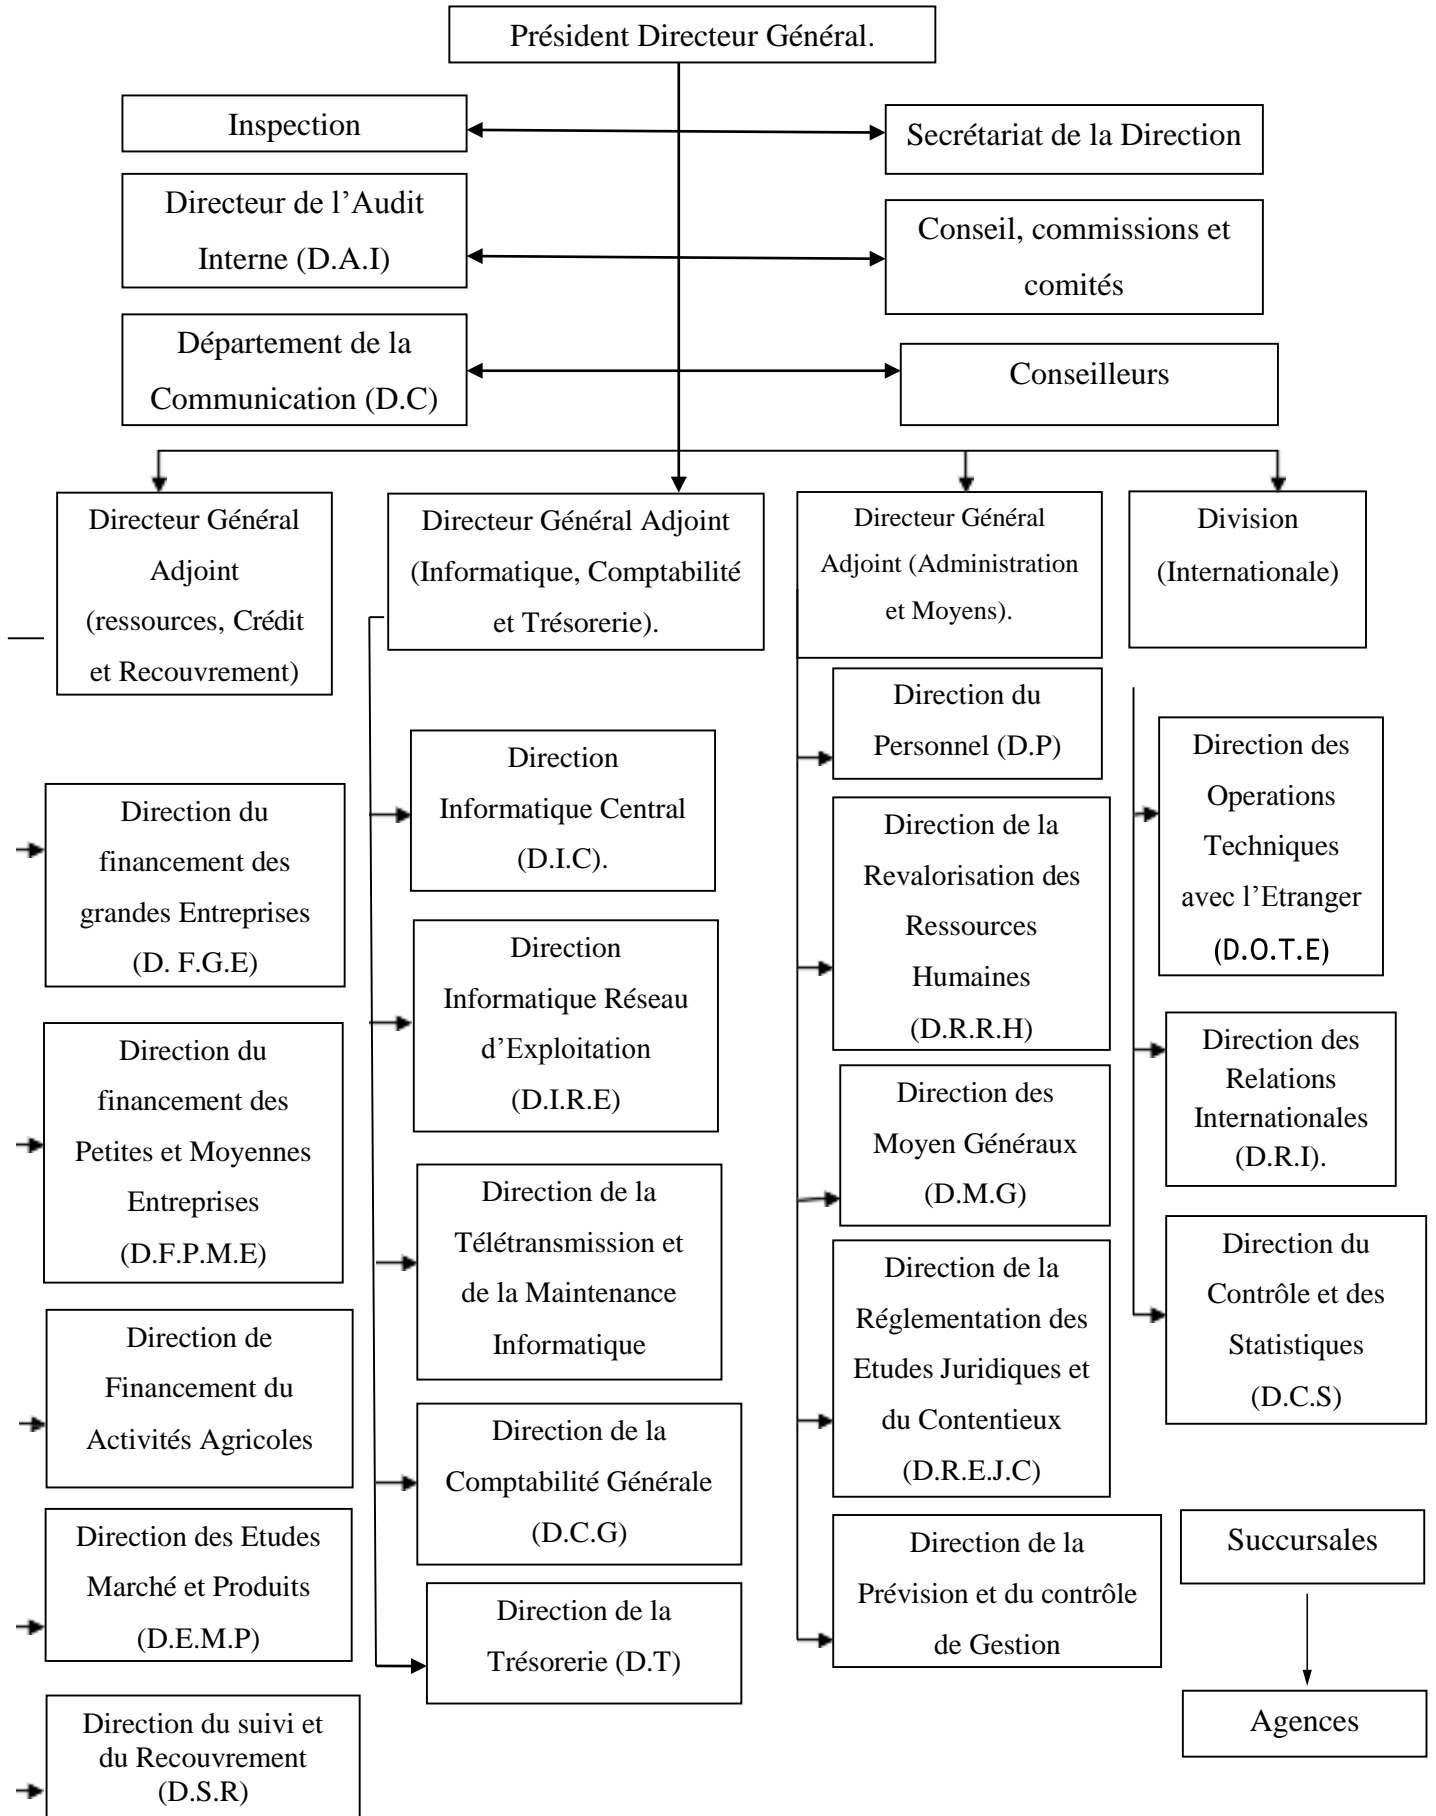 Président Directeur Général.
Inspection
Secrétariat de la Direction
Directeur de l’Audit
Interne (D.A.I)
Conseil, commissions et
comités
Département de la
Communication (D.C)
Conseilleurs
Directeur Général
Adjoint
(ressources, Crédit
et Recouvrement)
Directeur Général Adjoint
(Informatique, Comptabilité
et Trésorerie).
Directeur Général
Adjoint (Administration
et Moyens).
Division
(Internationale)
Direction du
financement des
grandes Entreprises
(D. F.G.E)
Direction du
financement des
Petites et Moyennes
Entreprises
(D.F.P.M.E)
Direction de
Financement du
Activités Agricoles
Direction des Etudes
Marché et Produits
(D.E.M.P)
Direction du suivi et
du Recouvrement
(D.S.R)
Direction
Informatique Central
(D.I.C).
Direction
Informatique Réseau
d’Exploitation
(D.I.R.E)
Direction de la
Télétransmission et
de la Maintenance
Informatique
Direction de la
Comptabilité Générale
(D.C.G)
Direction de la
Trésorerie (D.T)
Direction du
Personnel (D.P)
Direction de la
Revalorisation des
Ressources
Humaines
(D.R.R.H)
Direction des
Moyen Généraux
(D.M.G)
Direction de la
Réglementation des
Etudes Juridiques et
du Contentieux
(D.R.E.J.C)
Direction de la
Prévision et du contrôle
de Gestion
Direction des
Operations
Techniques
avec l’Etranger
(D.O.T.E)
Direction des
Relations
Internationales
(D.R.I).
Direction du
Contrôle et des
Statistiques
(D.C.S)
Succursales
Agences